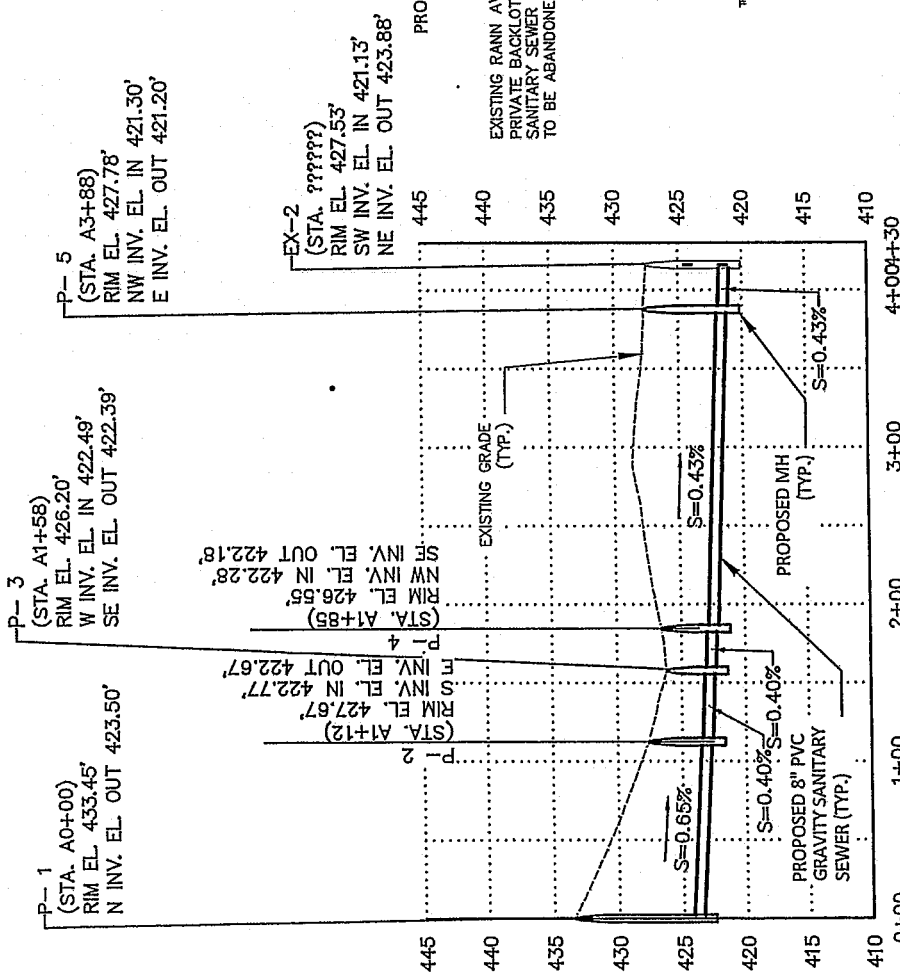 P- 1
(STA. A0+00)
RIM EL. 433.45'
N INV. EL. OUT 423.50'
P- 3
(STA. A1+58)
RIM EL. 426.20'
W INV. EL. IN 422.49'
SE INV. EL. OUT 422.39'
P- 5
(STA. A3+88)
RIM EL. 427.78'
NW INV. EL. IN 421.30'
E INV. EL. OUT 421.20'
EX-2
(STA. ??????)
RIM EL. 427.53'
SW INV. EL. IN 421.13'
NE INV. EL. OUT 423.88'
P- 2
(STA. A1+12)
RIM EL. 427.67'
S INV. EL. IN 422.77'
E INV. EL. OUT 422.67'
P- 4
(STA. A1+85)
RIM EL. 426.55'
NW INV. EL. IN 422.28'
SE INV. EL. OUT 422.18'
EXISTING RANN AV
PRIVATE BACKLOT
SANITARY SEWER
TO BE ABANDONE
PRO
EXISTING GRADE
(TYP.)
S=0.65%
S=0.40%
S=0.40%
S=0.43%
S=0.43%
PROPOSED 8" PVC
GRAVITY SANITARY
SEWER (TYP.)
PROPOSED MH
(TYP.)
445
440
435
430
425
420
415
410
445
440
435
430
425
420
415
410
0+00
1+00
2+00
3+00
4+00
4+30